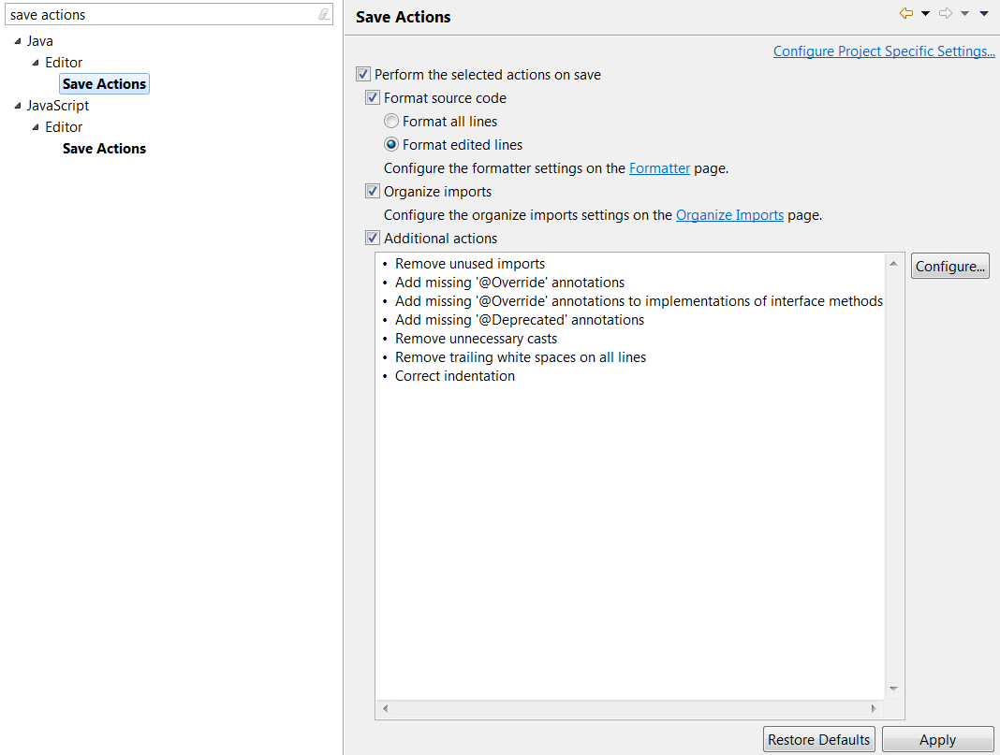 save actions
Java
Editor
Save Actions
JavaScript
Editor
Save Actions
Save Actions
Configure Project Specific Settings...
Perform the selected actions on save
Format source code
Format all lines
Format edited lines
Configure the formatter settings on the Formatter page.
Organize imports
Configure the organize imports settings on the Organize Imports page.
Additional actions
• Remove unused imports
• Add missing '@Override' annotations
• Add missing '@Override' annotations to implementations of interface methods
• Add missing '@Deprecated' annotations
• Remove unnecessary casts
• Remove trailing white spaces on all lines
• Correct indentation
Configure...
Restore Defaults
Apply